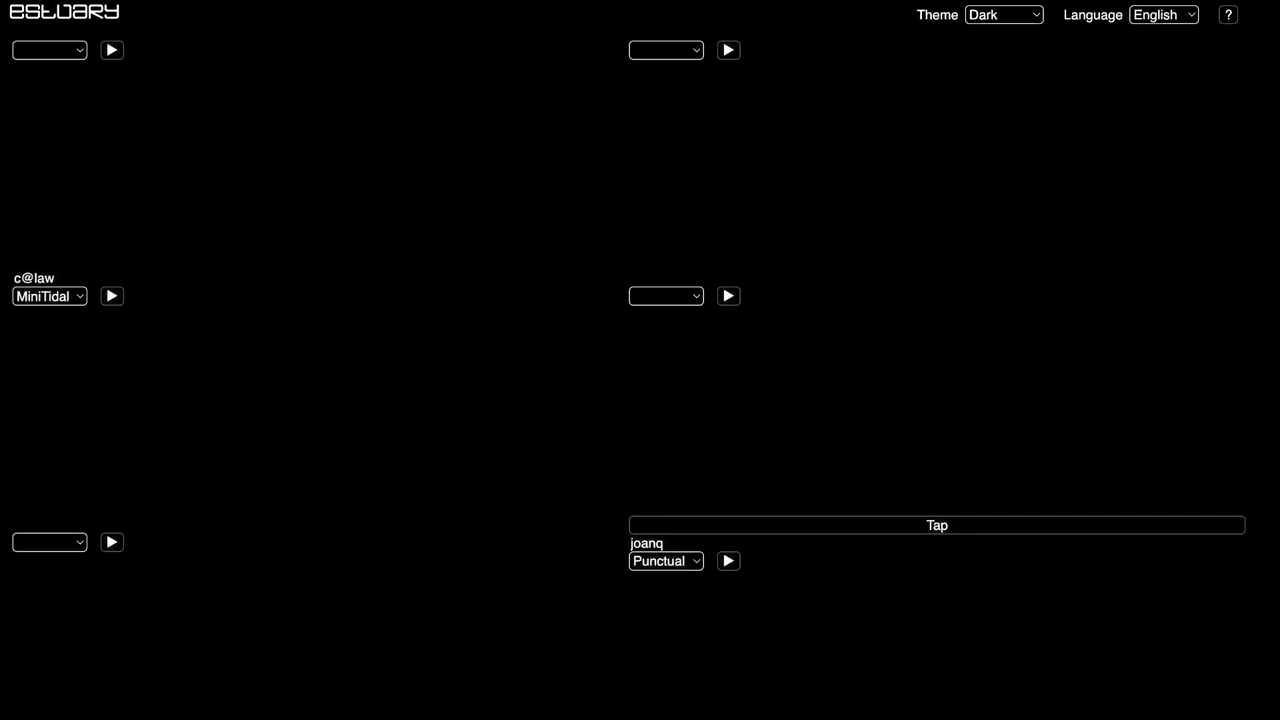 estuary
Theme Dark Language English ?
c@law
MiniTidal
Tap
joanq
Punctual